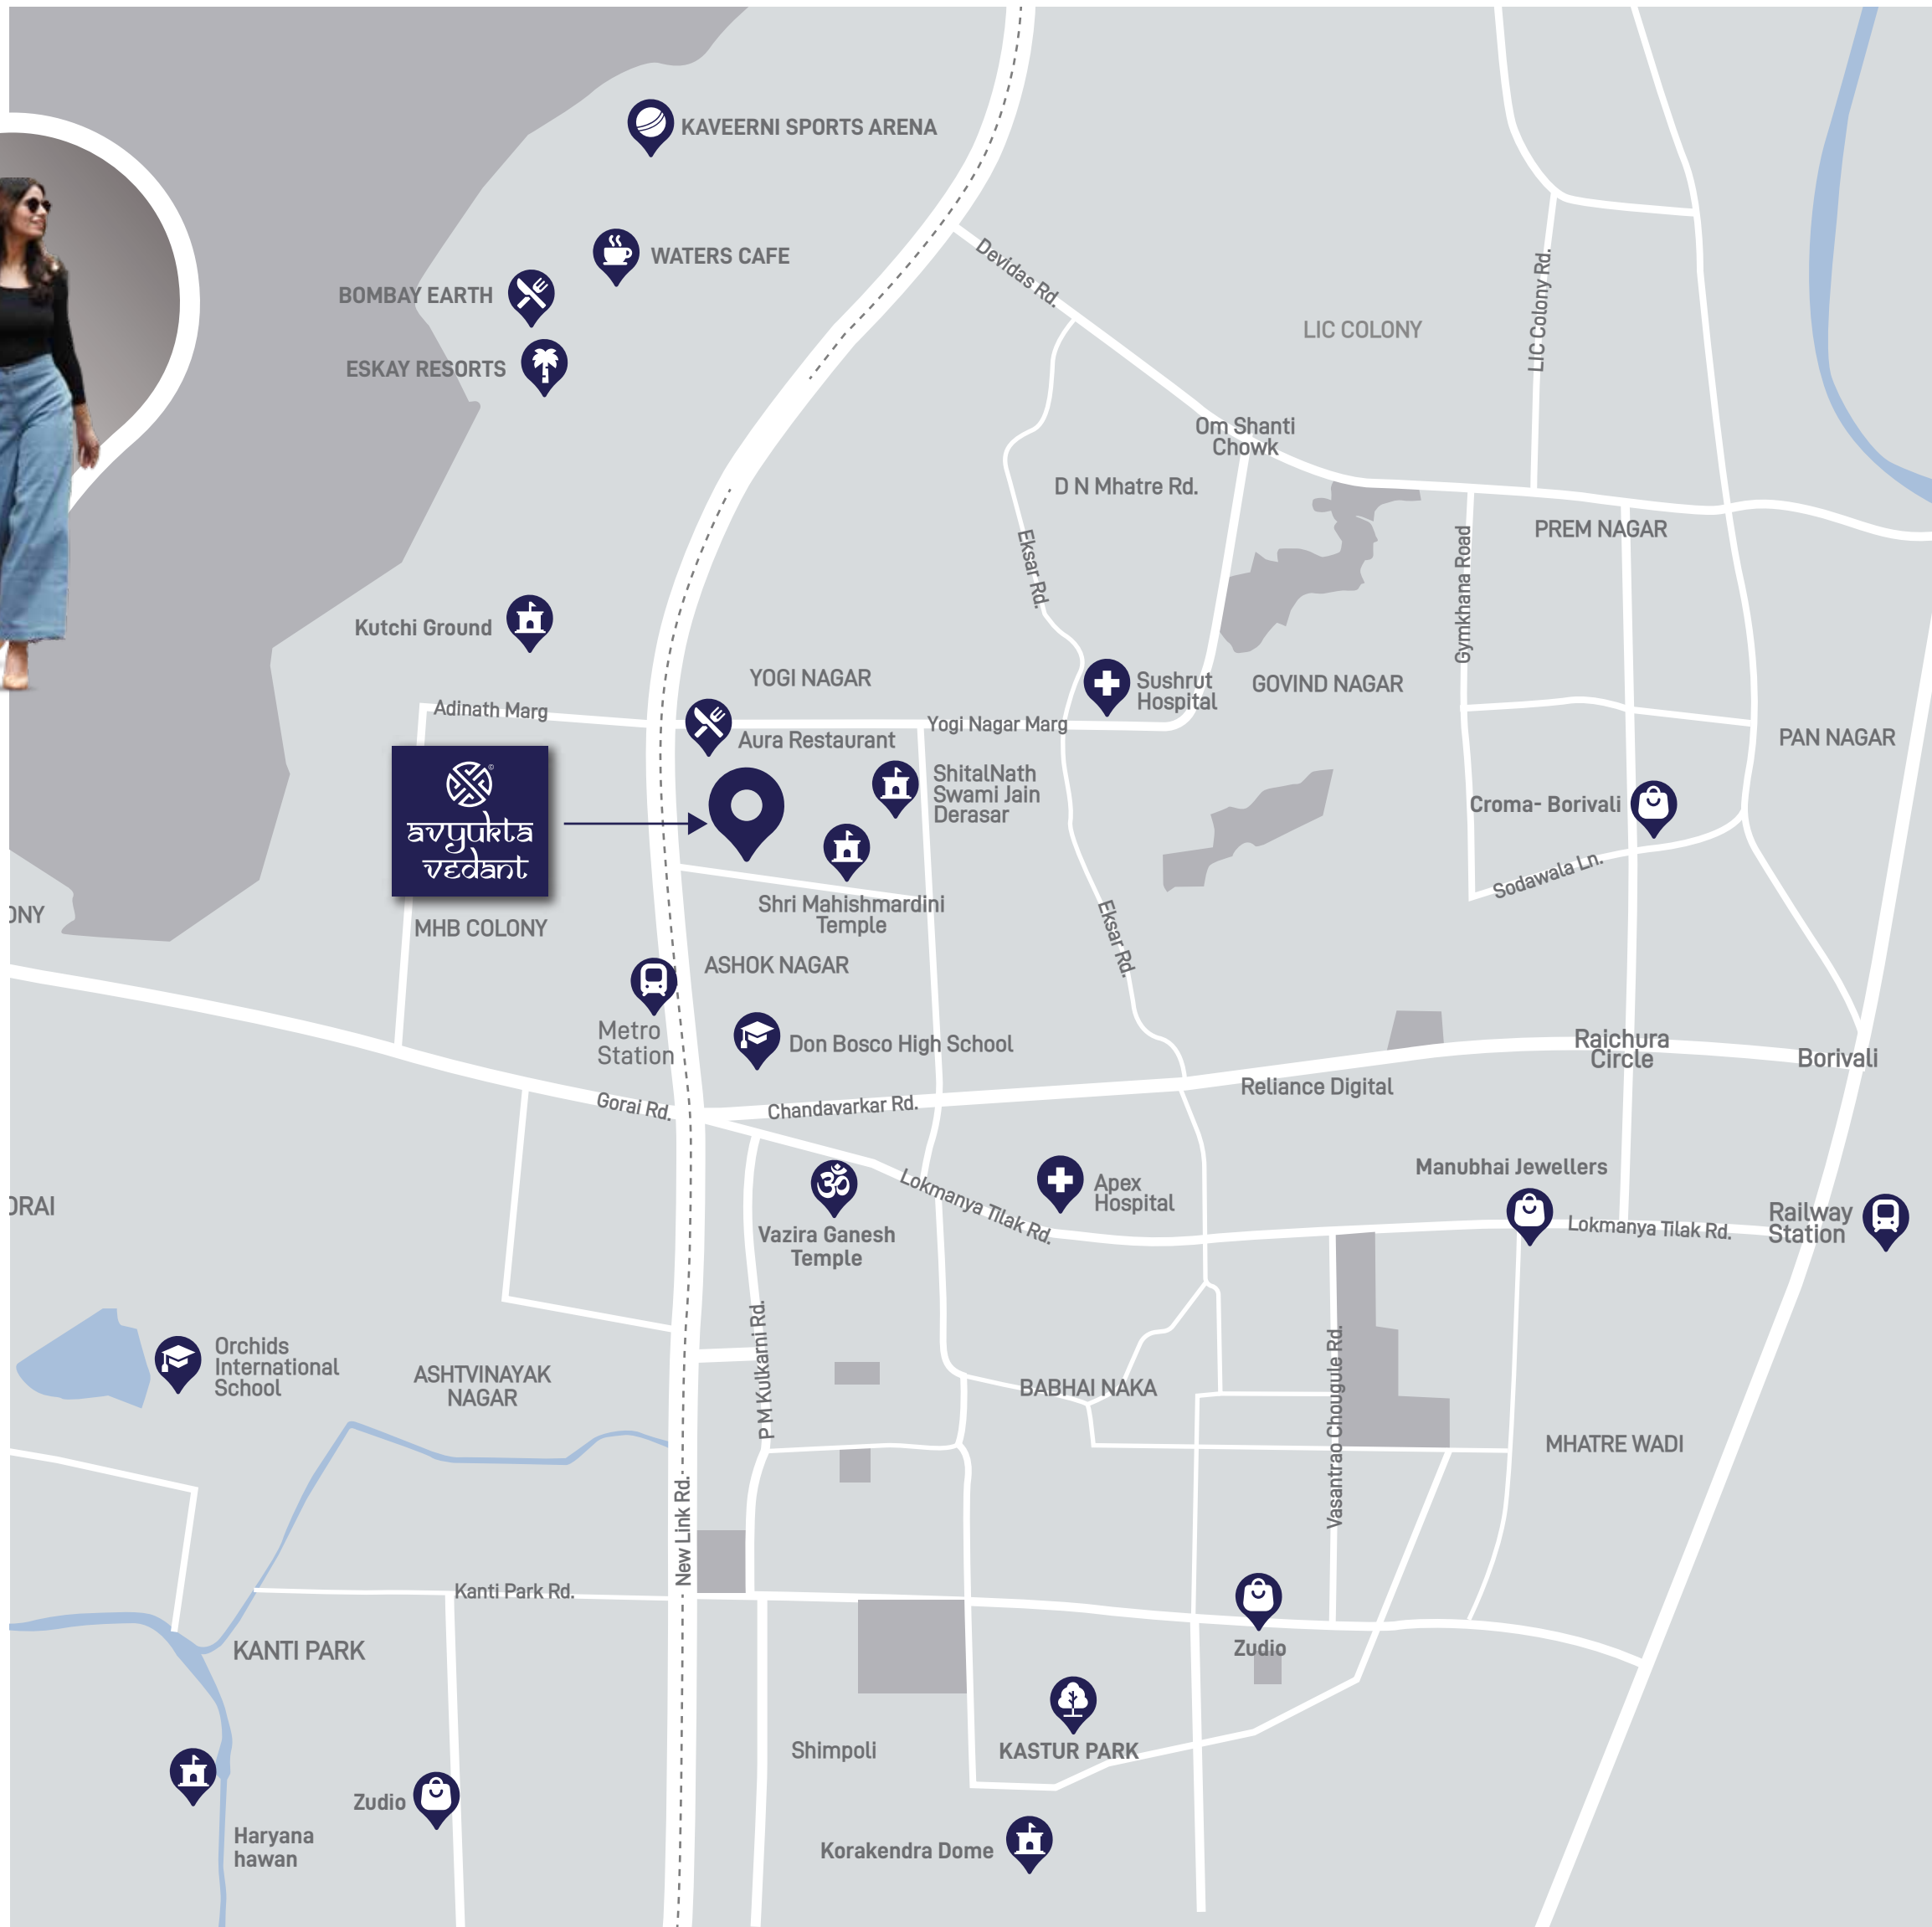 KAVEERNI SPORTS ARENA
WATERS CAFE
Devidas Rd.
BOMBAY EARTH
LIC COLONY
LIC Colony Rd.
ESKAY RESORTS
Om Shanti
Chowk
D N Mhatre Rd.
PREM NAGAR
Eksar Rd.
Gymkhana Road
Kutchi Ground
YOGI NAGAR
Sushrut
Hospital
GOVIND NAGAR
Adinath Marg
Yogi Nagar Marg
Aura Restaurant
PAN NAGAR
©
avyukta
vedant
ShitalNath
Swami Jain
Derasar
Croma- Borivali
Sodawala Ln.
Shri Mahishmardini
Temple
ONY
MHB COLONY
Eksar Rd.
ASHOK NAGAR
Metro
Station
Don Bosco High School
Raichura
Circle
Borivali
Reliance Digital
Gorai Rd.
Chandavarkar Rd.
Manubhai Jewellers
Apex
Hospital
ORAI
Lokmanya Tilak Rd.
Lokmanya Tilak Rd.
Railway
Station
ॐ
Vazira Ganesh
Temple
P M Kulkarni Rd.
Orchids
International
School
ASHTVINAYAK
NAGAR
BABHAI NAKA
Vasantrao Chougule Rd.
MHATRE WADI
New Link Rd.
Kanti Park Rd.
KANTI PARK
Zudio
Shimpoli
KASTUR PARK
Zudio
Haryana
hawan
Korakendra Dome